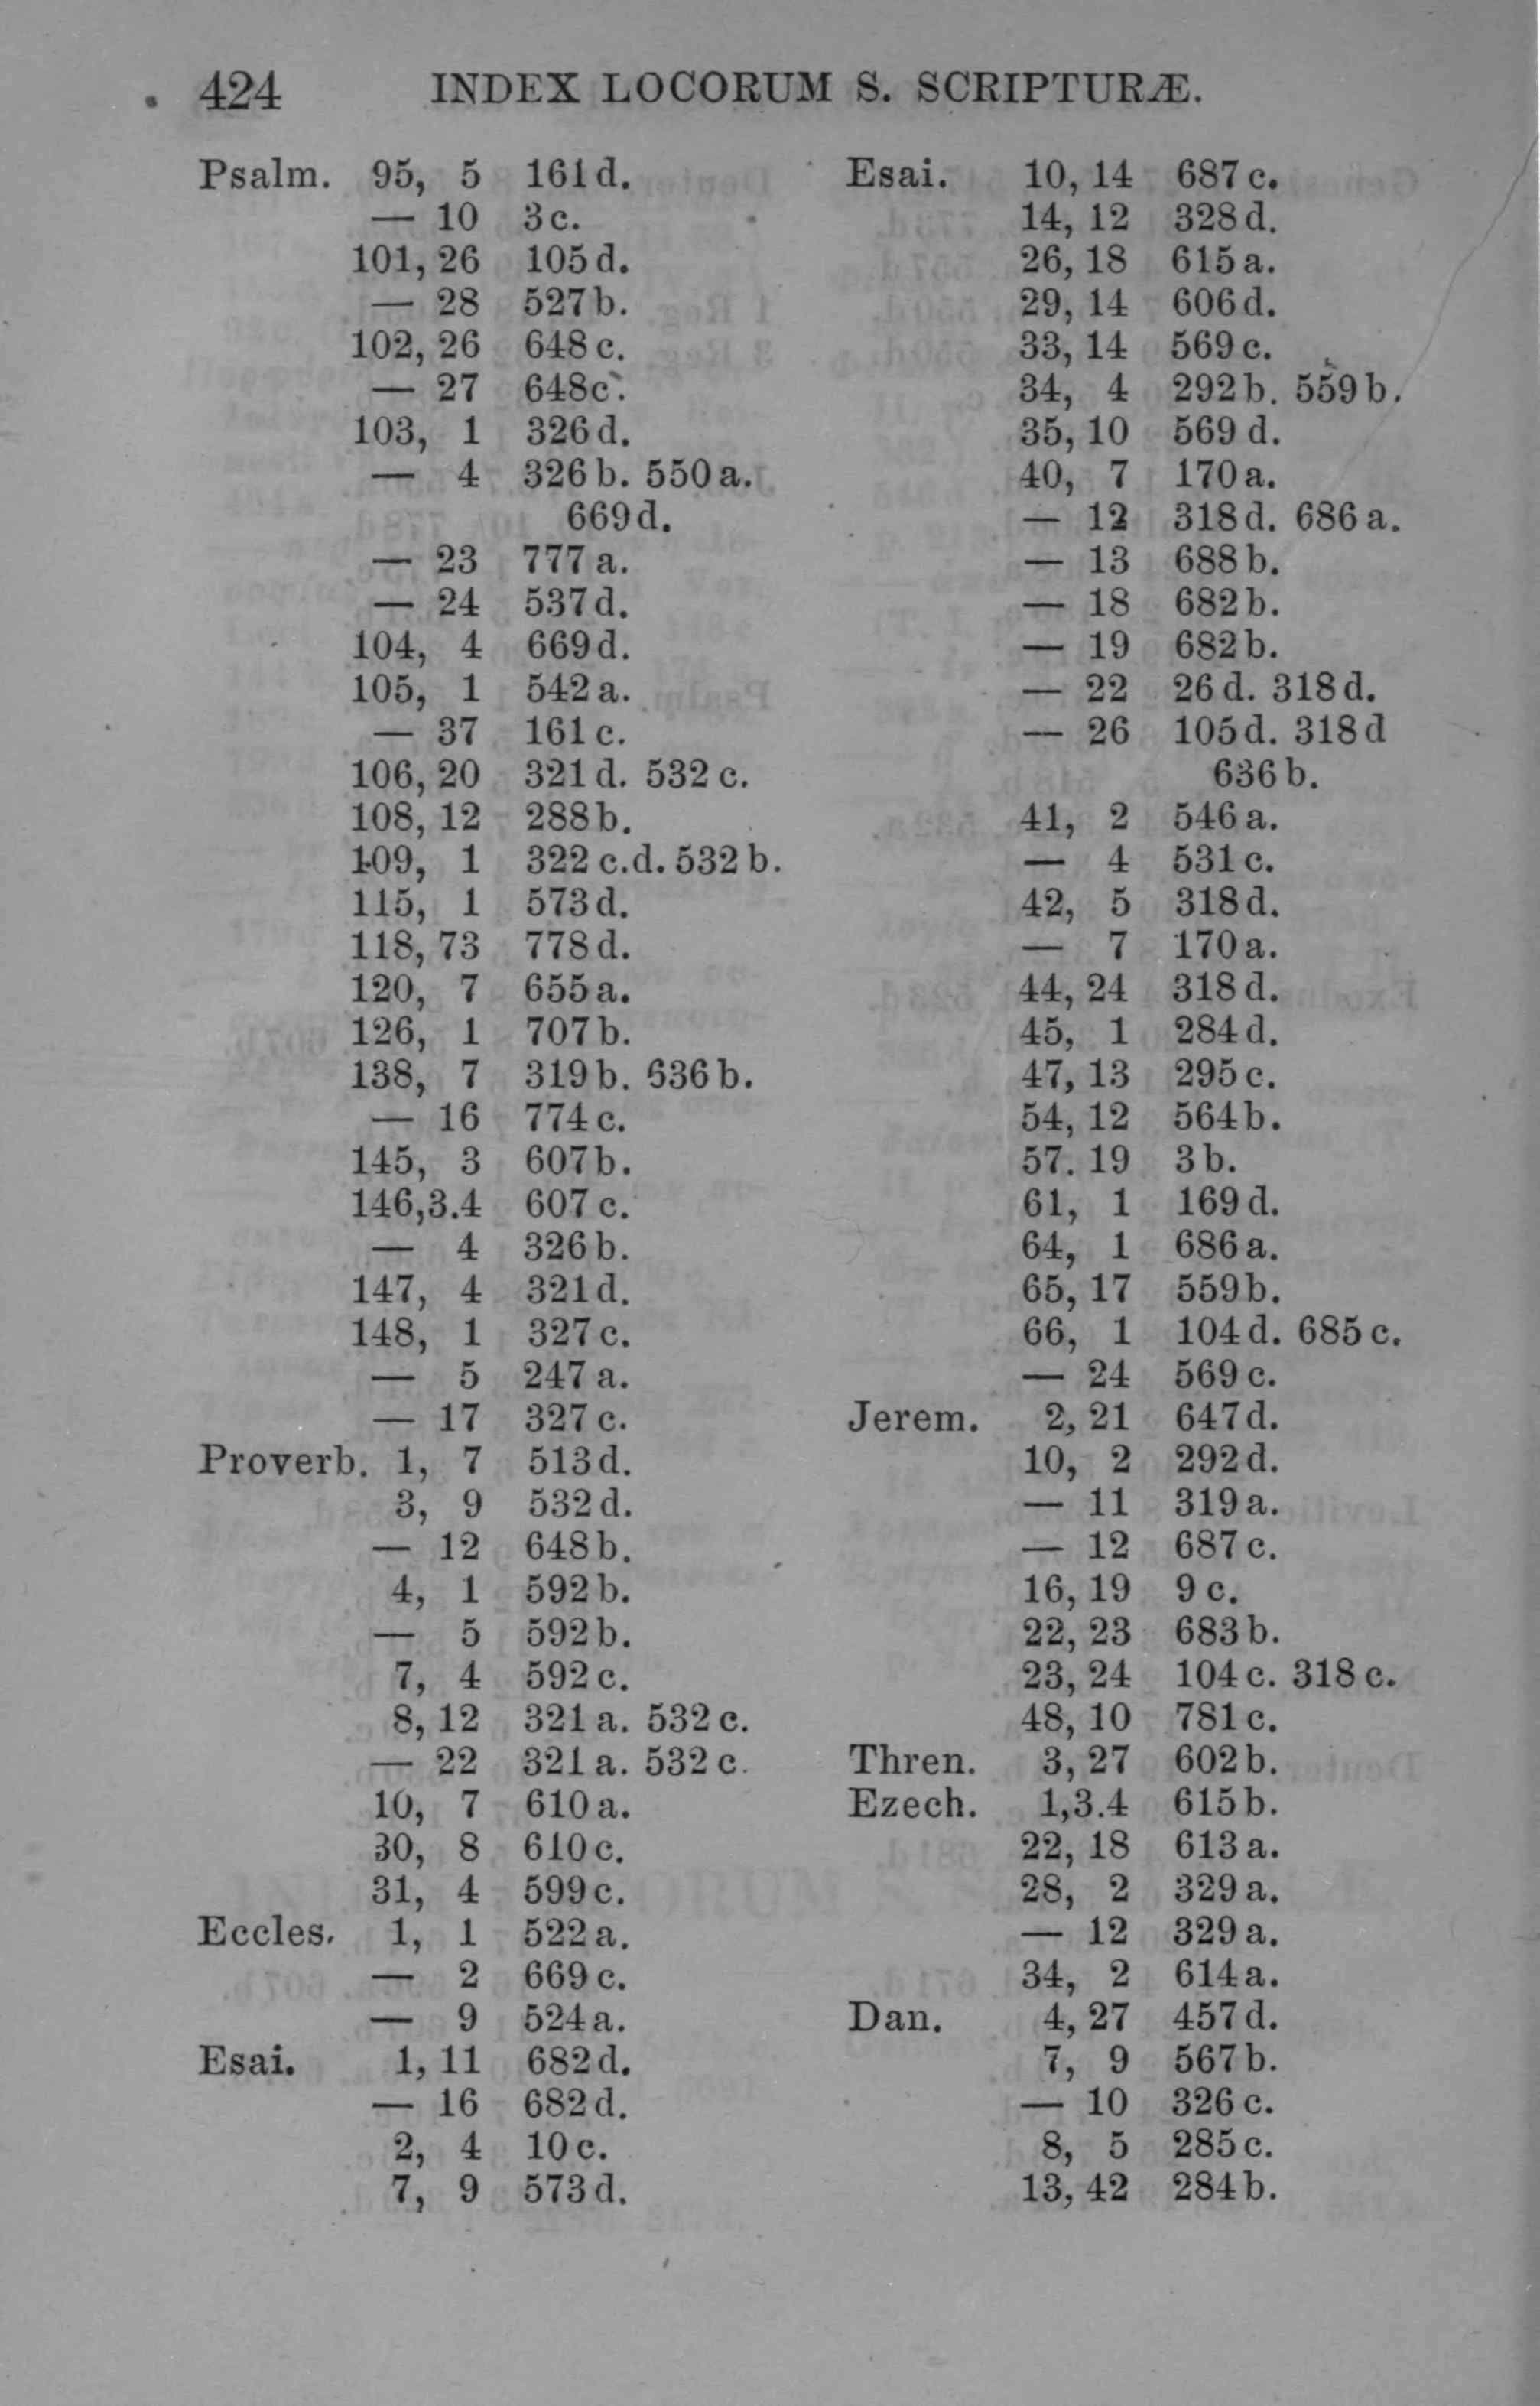 424 INDEX LOCORUM S. SCRIPTURÆ.
Psalm. 95, 5 161 d.
— 10 3 c.
101, 26 105 d.
— 28 527 b.
102, 26 648 c.
— 27 648 c.
103, 1 326 d.
— 4 326 b. 550 a.
669 d.
— 23 777 a.
— 24 537 d.
104, 4 669 d.
105, 1 542 a.
— 37 161 c.
106, 20 321 d. 532 c.
108, 12 288 b.
109, 1 322 c.d. 532 b.
115, 1 573 d.
118, 73 778 d.
120, 7 655 a.
126, 1 707 b.
138, 7 319 b. 636 b.
— 16 774 c.
145, 3 607 b.
146,3.4 607 c.
— 4 326 b.
147, 4 321 d.
148, 1 327 c.
— 5 247 a.
— 17 327 c.
Proverb. 1, 7 513 d.
3, 9 532 d.
— 12 648 b.
4, 1 592 b.
— 5 592 b.
7, 4 592 c.
8, 12 321 a. 532 c.
— 22 321 a. 532 c.
10, 7 610 a.
30, 8 610 c.
31, 4 599 c.
Eccles. 1, 1 522 a.
— 2 669 c.
— 9 524 a.
Esai. 1, 11 682 d.
— 16 682 d.
2, 4 10 c.
7, 9 573 d.
Esai. 10, 14 687 c.
14, 12 328 d.
26, 18 615 a.
29, 14 606 d.
33, 14 569 c.
34, 4 292 b. 559 b.
35, 10 569 d.
40, 7 170 a.
— 12 318 d. 686 a.
— 13 688 b.
— 18 682 b.
— 19 682 b.
— 22 26 d. 318 d.
— 26 105 d. 318 d
636 b.
41, 2 546 a.
— 4 531 c.
42, 5 318 d.
— 7 170 a.
44, 24 318 d.
45, 1 284 d.
47, 13 295 c.
54, 12 564 b.
57. 19 3 b.
61, 1 169 d.
64, 1 686 a.
65, 17 559 b.
66, 1 104 d. 685 c.
— 24 569 c.
Jerem. 2, 21 647 d.
10, 2 292 d.
— 11 319 a.
— 12 687 c.
16, 19 9 c.
22, 23 683 b.
23, 24 104 c. 318 c.
48, 10 781 c.
Thren. 3, 27 602 b.
Ezech. 1,3.4 615 b.
22, 18 613 a.
28, 2 329 a.
— 12 329 a.
34, 2 614 a.
Dan. 4, 27 457 d.
7, 9 567 b.
— 10 326 c.
8, 5 285 c.
13, 42 284 b.